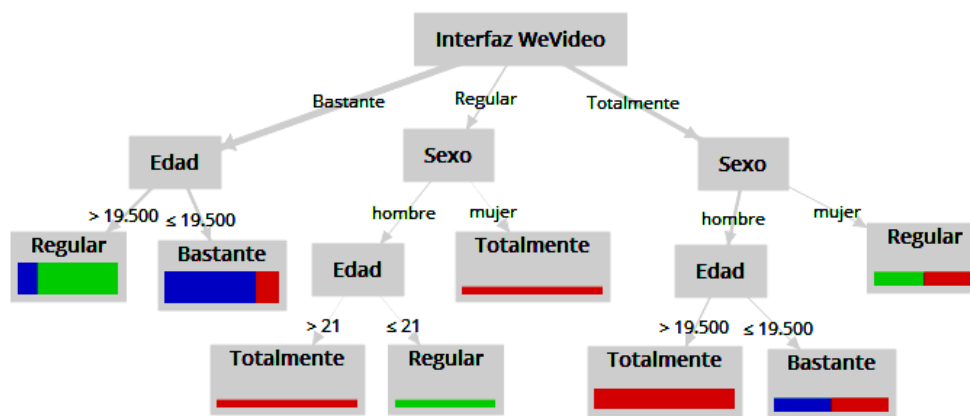 Interfaz WeVideo
Bastante
Regular
Totalmente
Edad
Sexo
Sexo
> 19.500
≤ 19.500
hombre
mujer
hombre
mujer
Regular
Bastante
Edad
Totalmente
Edad
Regular
> 21
≤ 21
> 19.500
≤ 19.500
Totalmente
Regular
Totalmente
Bastante